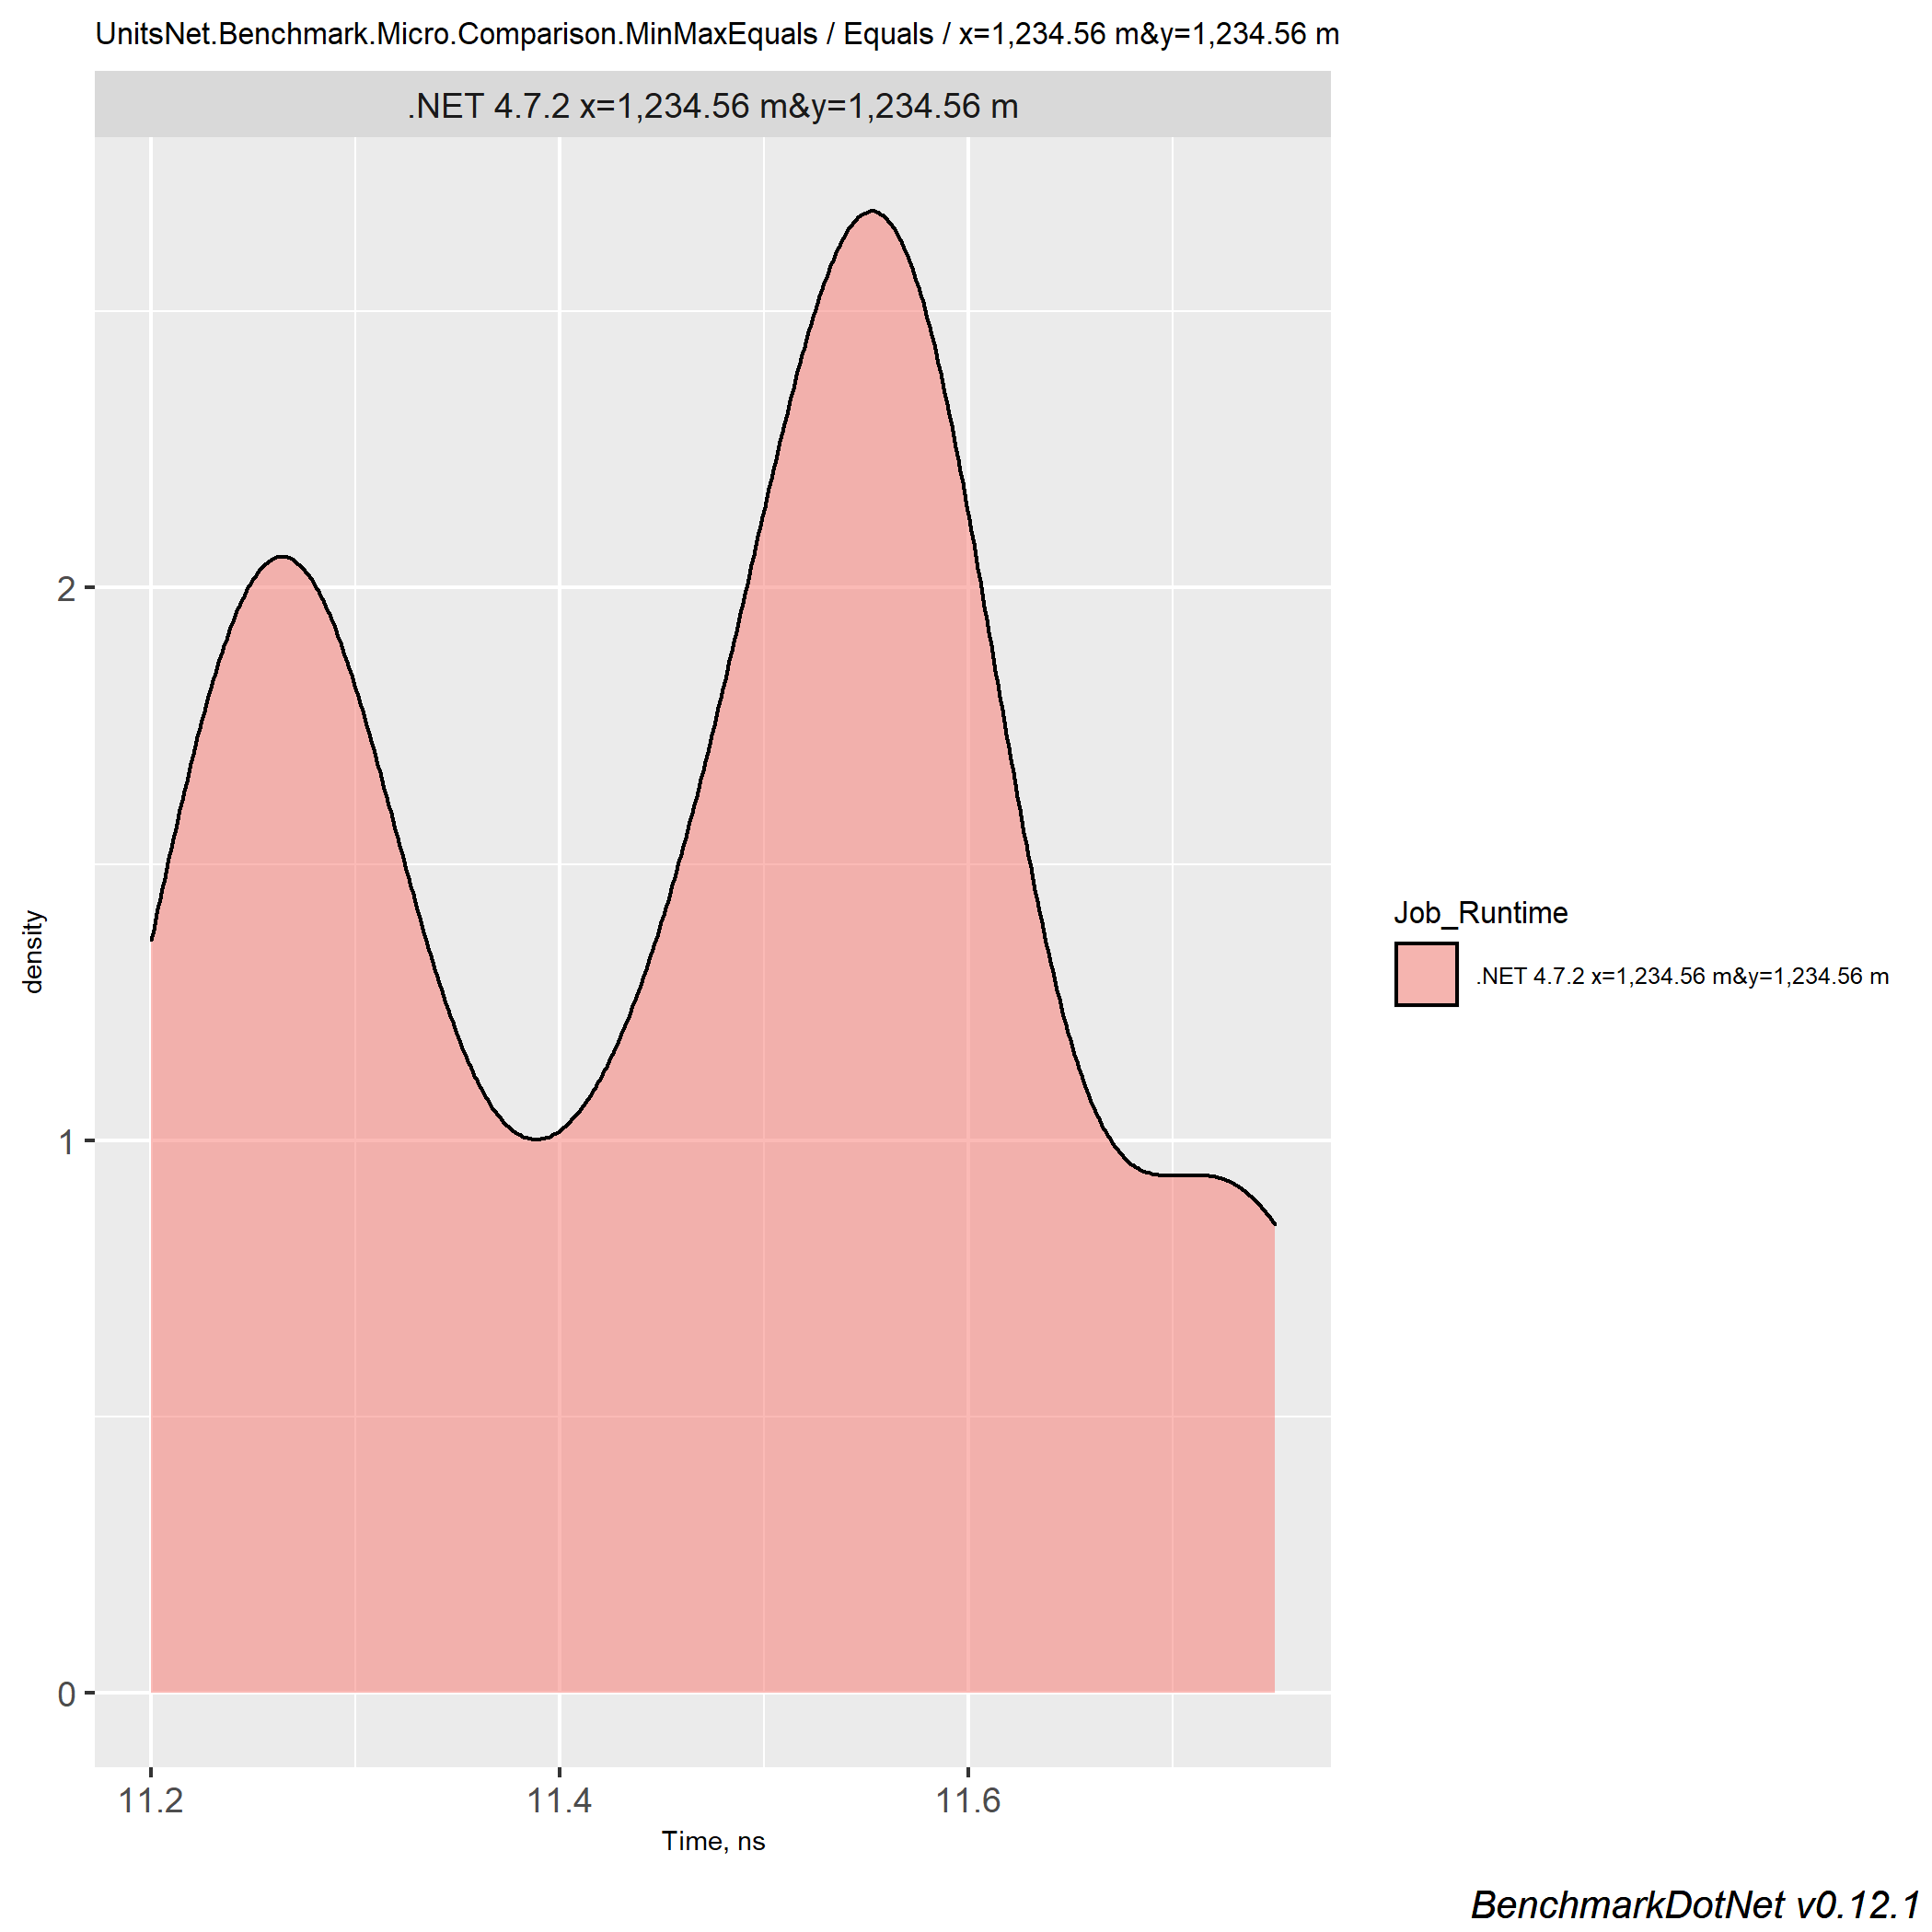 UnitsNet.Benchmark.Micro.Comparison.MinMaxEquals / Equals / x=1,234.56 m&y=1,234.56 m
.NET 4.7.2 x=1,234.56 m&y=1,234.56 m
2
1
0
density
11.2
11.4
11.6
Time, ns
Job_Runtime
.NET 4.7.2 x=1,234.56 m&y=1,234.56 m
BenchmarkDotNet v0.12.1